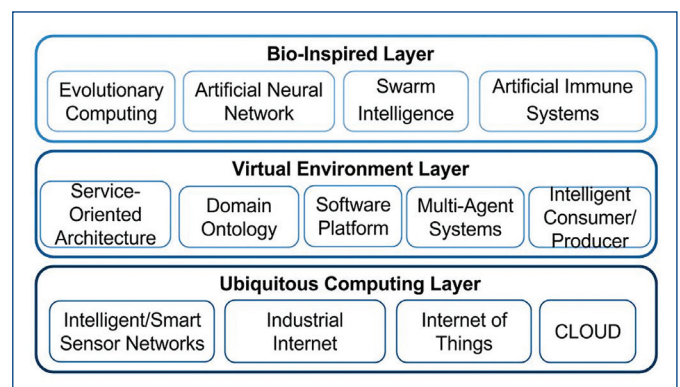 Bio-Inspired Layer
Evolutionary
Computing
Artificial Neural
Network
Swarm
Intelligence
Artificial Immune
Systems
Virtual Environment Layer
Service-
Oriented
Architecture
Domain
Ontology
Software
Platform
Multi-Agent
Systems
Intelligent
Consumer/
Producer
Ubiquitous Computing Layer
Intelligent/Smart
Sensor Networks
Industrial
Internet
Internet of
Things
CLOUD